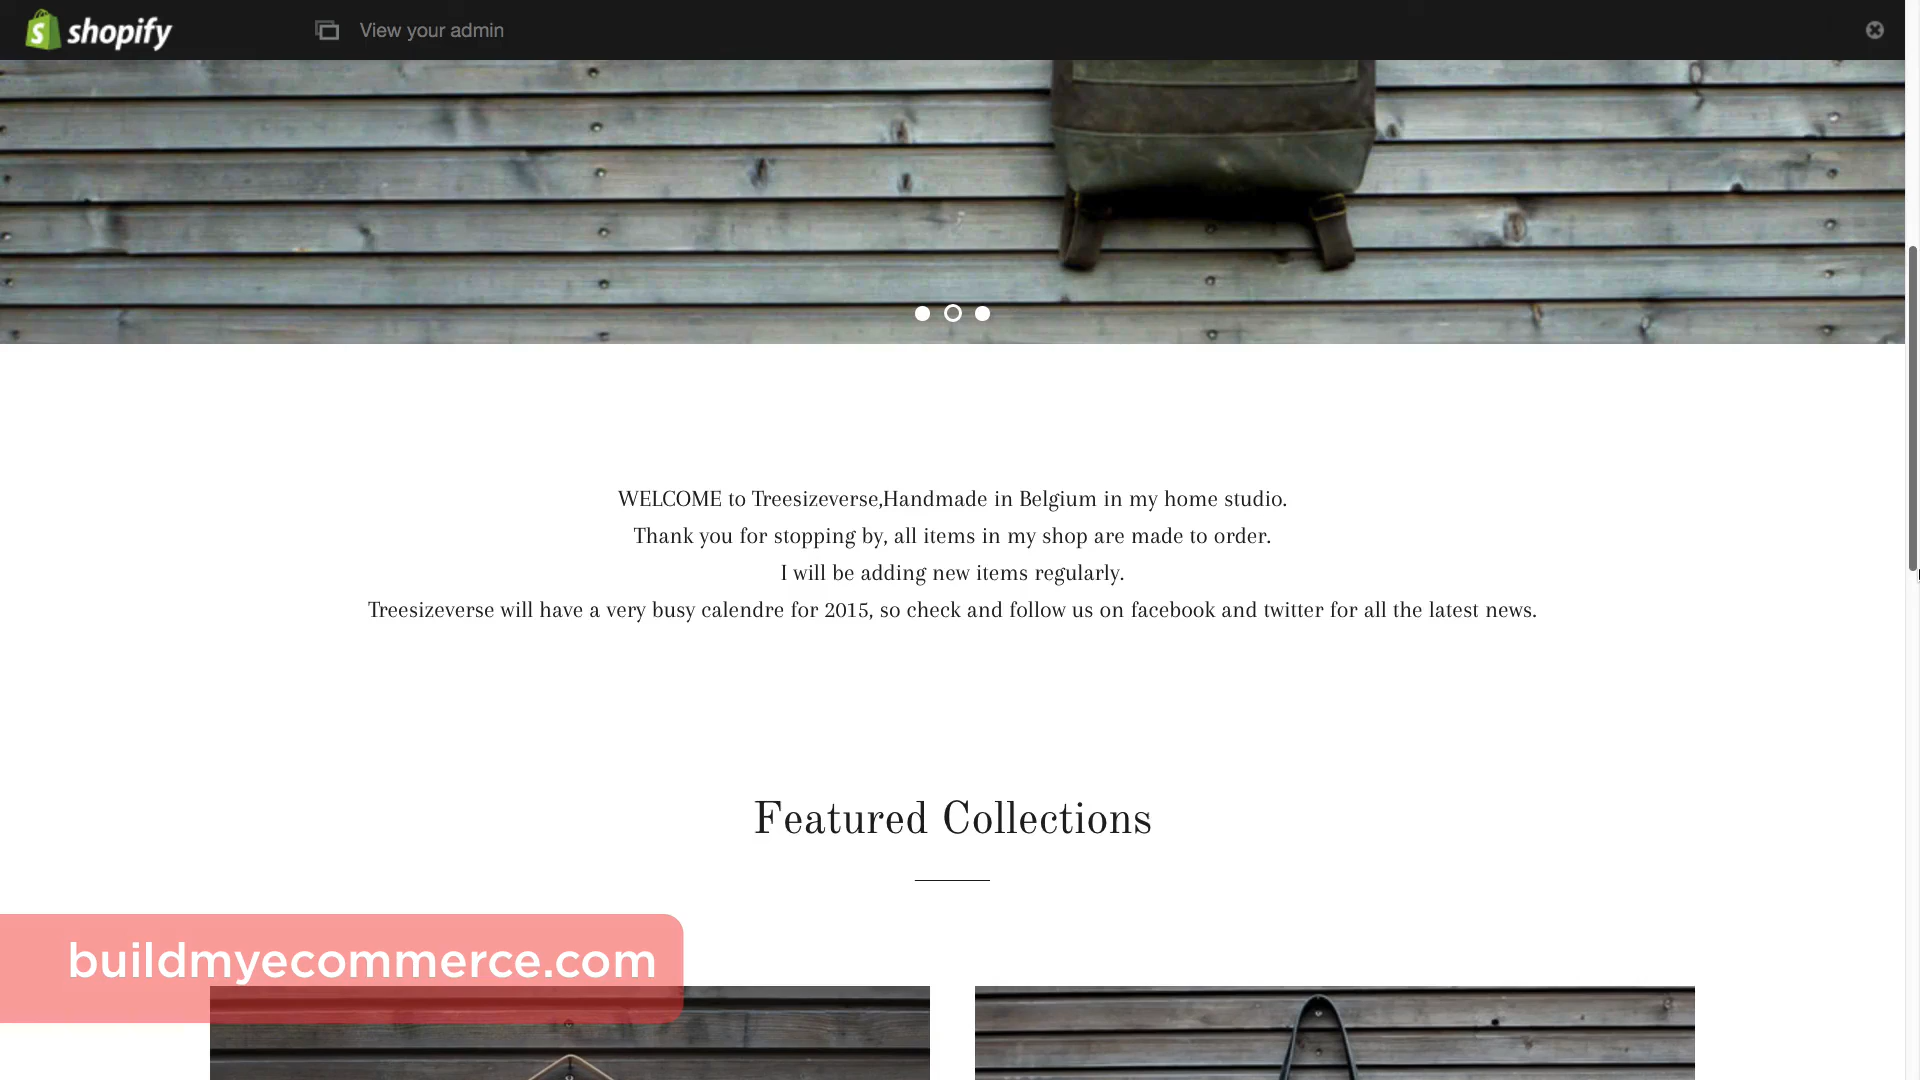 shopify
View your admin
WELCOME to Treesizeverse,Handmade in Belgium in my home studio.
Thank you for stopping by, all items in my shop are made to order.
I will be adding new items regularly.
Treesizeverse will have a very busy calendre for 2015, so check and follow us on facebook and twitter for all the latest news.
Featured Collections
buildmyecommerce.com